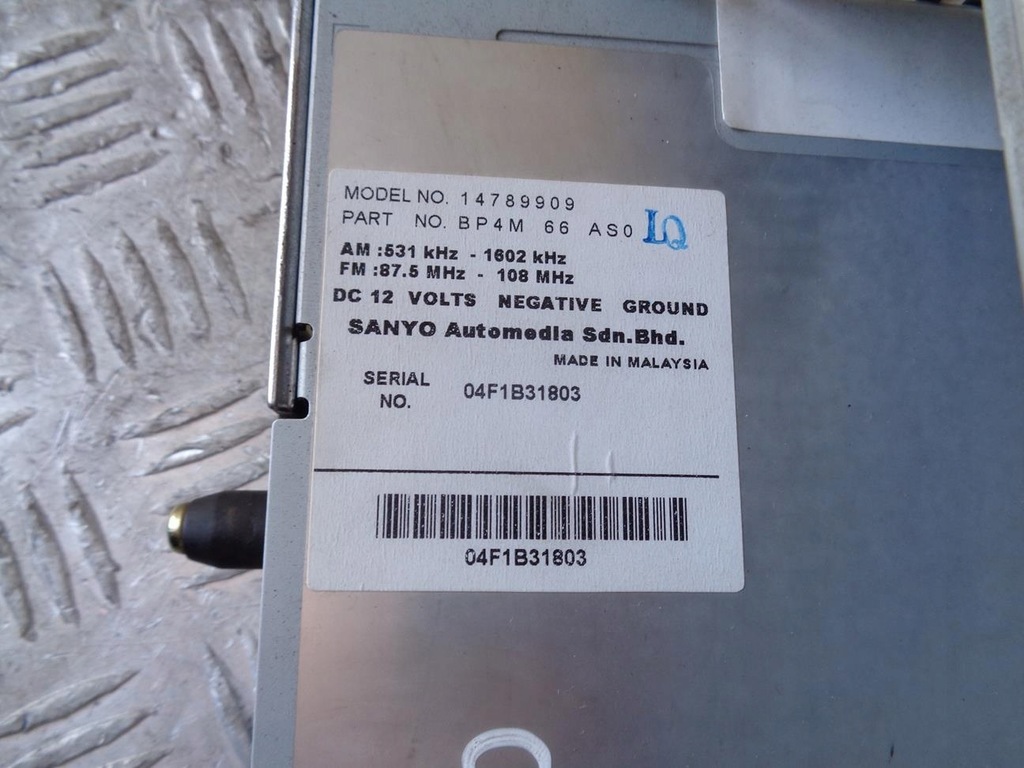 MODEL NO. 14789909
PART NO. BP4M 66 AS0 LQ
AM :531 kHz - 1602 kHz
FM :87.5 MHz - 108 MHz
DC 12 VOLTS NEGATIVE GROUND
SANYO Automedia Sdn.Bhd.
MADE IN MALAYSIA
SERIAL NO. 04F1B31803
04F1B31803